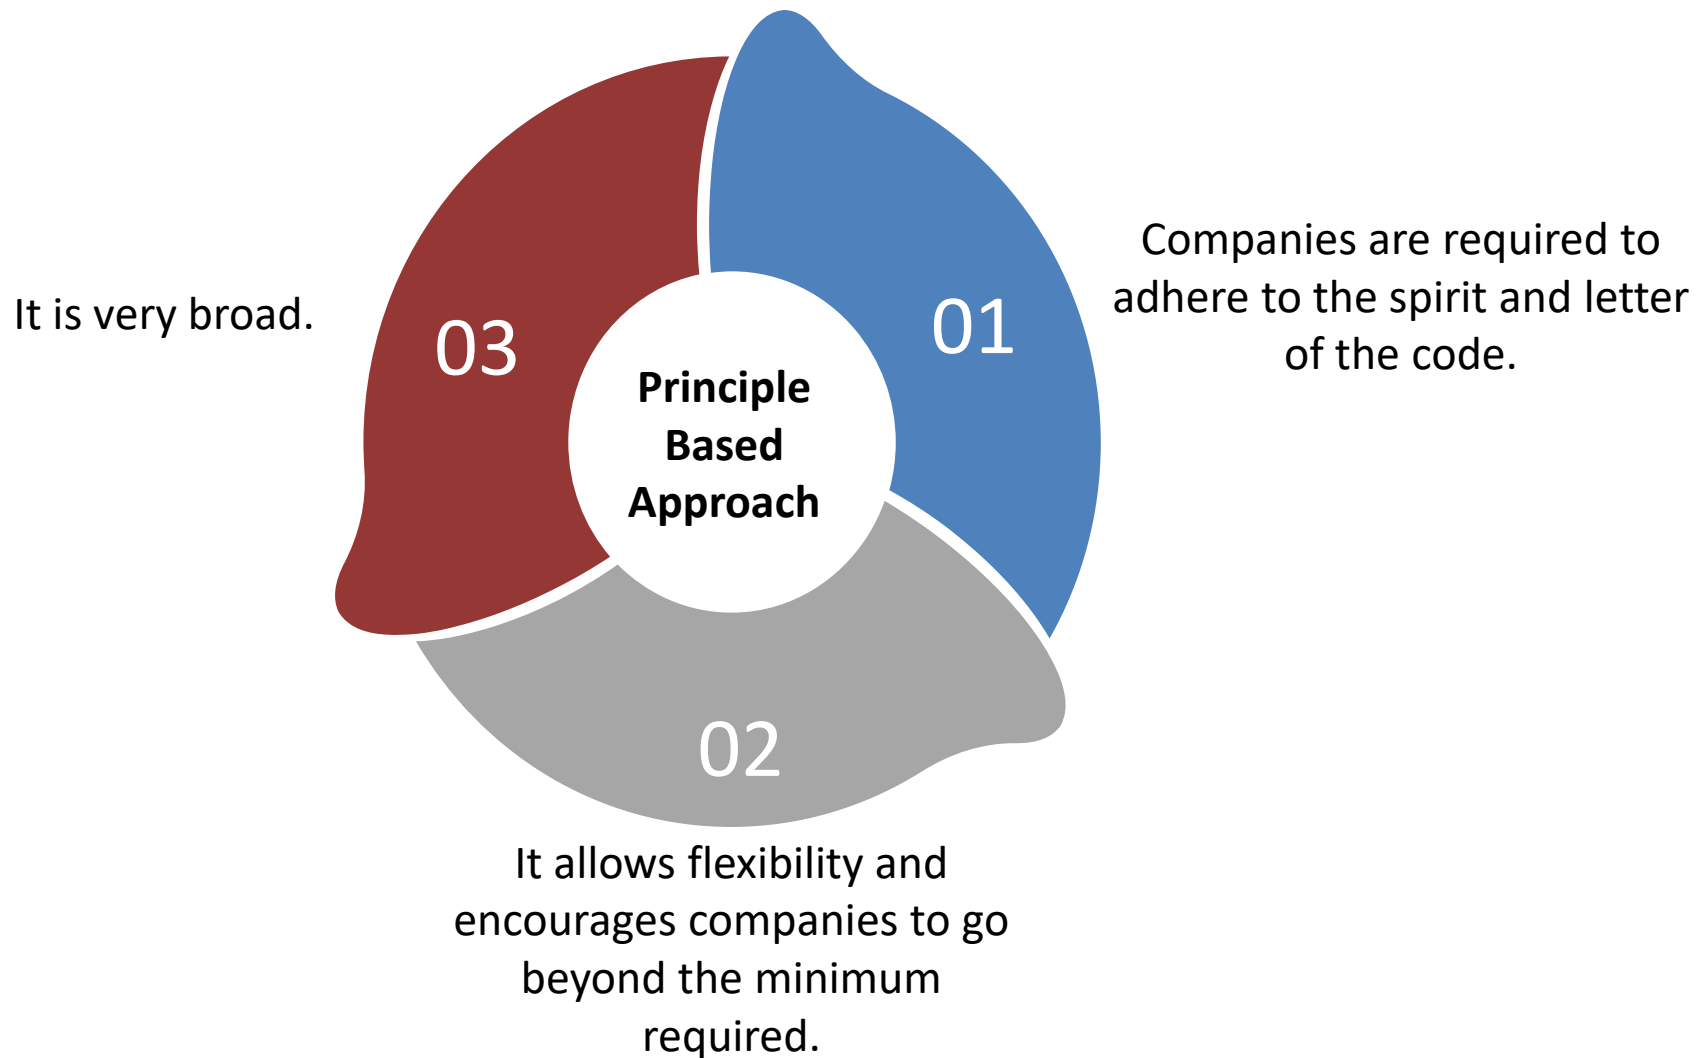 Principle
Based
Approach
01
Companies are required to
adhere to the spirit and letter
of the code.
02
It allows flexibility and
encourages companies to go
beyond the minimum
required.
03
It is very broad.